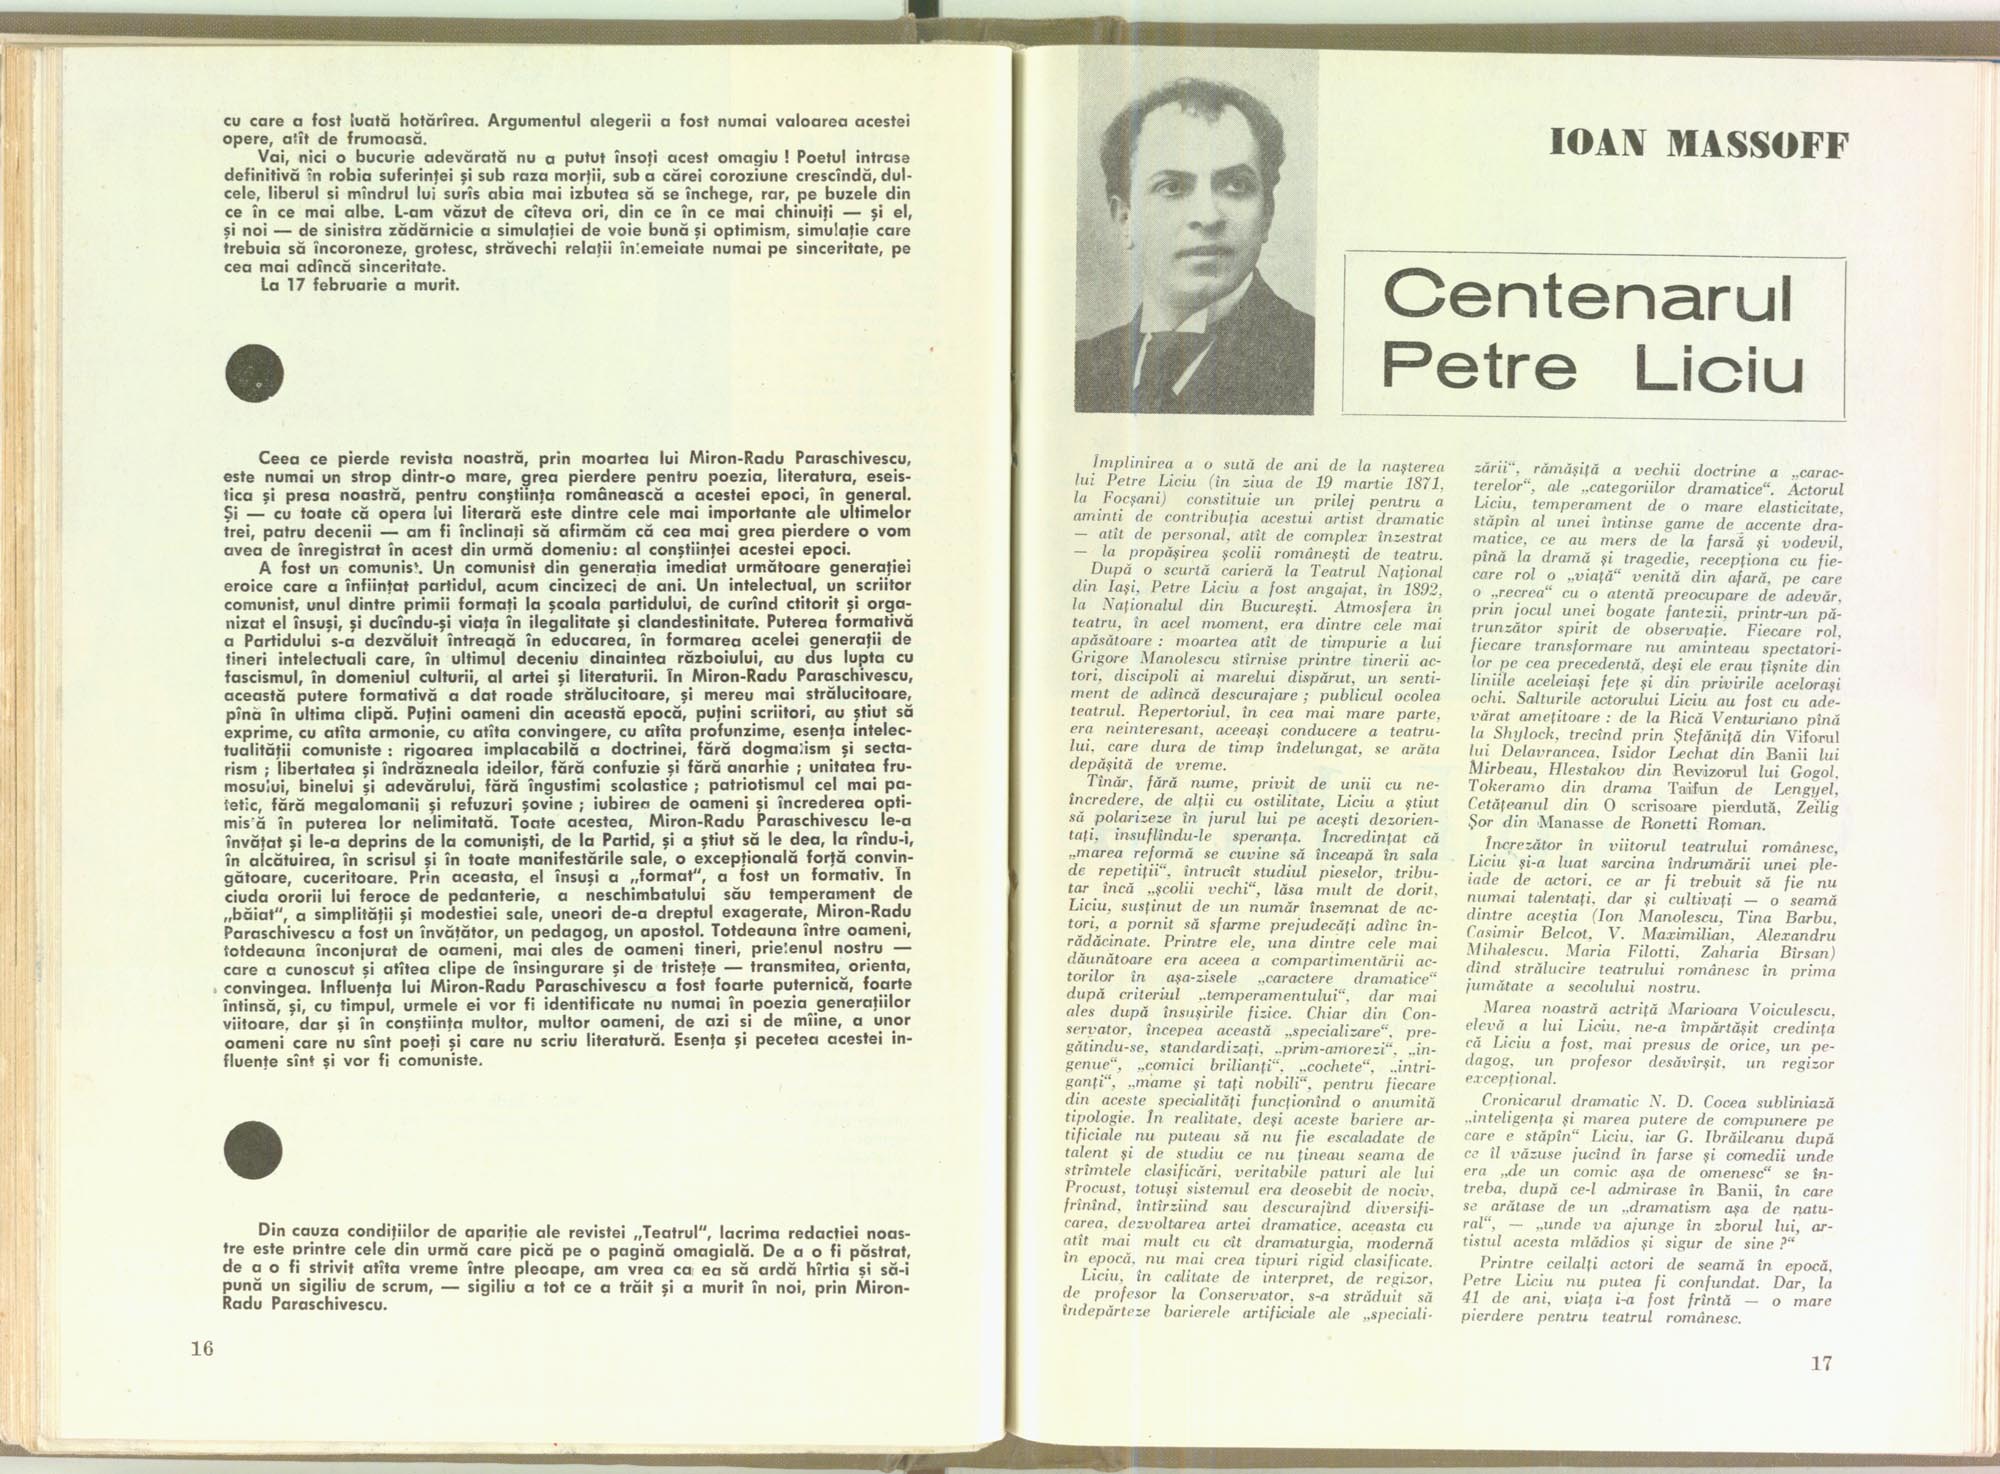 cu care a fost luată hotărîrea. Argumentul alegerii a fost numai valoarea acestei
opere, atît de frumoasă.
Vai, nici o bucurie adevărată nu a putut însoți acest omagiu ! Poetul intrase
definitivă în robia suferinței și sub raza morții, sub a cărei coroziune crescîndă, dul-
cele, liberul si mîndrul lui surîs abia mai izbutea să se închege, rar, pe buzele din
ce în ce mai albe. L-am văzut de cîteva ori, din ce în ce mai chinuiți — și el,
și noi — de sinistra zădărnicie a simulației de voie bună și optimism, simulație care
trebuia să încoroneze, grotesc, străvechi relații întemeiate numai pe sinceritate, pe
cea mai adîncă sinceritate.
La 17 februarie a murit.
Ceea ce pierde revista noastră, prin moartea lui Miron-Radu Paraschivescu,
este numai un strop dintr-o mare, grea pierdere pentru poezia, literatura, eseis-
tica și presa noastră, pentru conștiința românească a acestei epoci, în general.
Și — cu toate că opera lui literară este dintre cele mai importante ale ultimelor
trei, patru decenii — am fi înclinați să afirmăm că cea mai grea pierdere o vom
avea de înregistrat în acest din urmă domeniu: al conștiinței acestei epoci.
A fost un comunist. Un comunist din generația imediat următoare generației
eroice care a înființat partidul, acum cincizeci de ani. Un intelectual, un scriitor
comunist, unul dintre primii formați la școala partidului, de curînd ctitorit și orga-
nizat el însuși, și ducîndu-și viața în ilegalitate și clandestinitate. Puterea formativă
a Partidului s-a dezvăluit întreagă în educarea, în formarea acelei generații de
tineri intelectuali care, în ultimul deceniu dinaintea războiului, au dus lupta cu
fascismul, în domeniul culturii, al artei și literaturii. În Miron-Radu Paraschivescu,
această putere formativă a dat roade strălucitoare, și mereu mai strălucitoare,
pînă în ultima clipă. Puțini oameni din această epocă, puțini scriitori, au știut să
exprime, cu atîta armonie, cu atîta convingere, cu atîta profunzime, esența intelec-
tualității comuniste : rigoarea implacabilă a doctrinei, fără dogmatism și secta-
rism ; libertatea și îndrăzneala ideilor, fără confuzie și fără anarhie ; unitatea fru-
mosului, binelui și adevărului, fără îngustimi scolastice ; patriotismul cel mai pa-
tetic, fără megalomanii și refuzuri șovine ; iubirea de oameni și încrederea opti-
mistă în puterea lor nelimitată. Toate acestea, Miron-Radu Paraschivescu le-a
învățat și le-a deprins de la comuniști, de la Partid, și a știut să le dea, la rîndu-i,
în alcătuirea, în scrisul și în toate manifestările sale, o excepțională forță convin-
gătoare, cuceritoare. Prin aceasta, el însuși a „format“, a fost un formativ. În
ciuda ororii lui feroce de pedanterie, a neschimbatului său temperament de
„băiat“, a simplității și modestiei sale, uneori de-a dreptul exagerate, Miron-Radu
Paraschivescu a fost un învățător, un pedagog, un apostol. Totdeauna între oameni,
totdeauna înconjurat de oameni, mai ales de oameni tineri, prietenul nostru —
care a cunoscut și atîtea clipe de însingurare și de tristețe — transmitea, orienta,
convingea. Influența lui Miron-Radu Paraschivescu a fost foarte puternică, foarte
întinsă, și, cu timpul, urmele ei vor fi identificate nu numai în poezia generațiilor
viitoare, dar și în conștiința multor, multor oameni, de azi si de mîine, a unor
oameni care nu sînt poeți și care nu scriu literatură. Esența și pecetea acestei in-
fluențe sînt și vor fi comuniste.
Din cauza condițiilor de apariție ale revistei „Teatrul“, lacrima redactiei noas-
tre este printre cele din urmă care pică pe o pagină omagială. De a o fi păstrat,
de a o fi strivit atîta vreme între pleoape, am vrea ca ea să ardă hîrtia și să-i
pună un sigiliu de scrum, — sigiliu a tot ce a trăit și a murit în noi, prin Miron-
Radu Paraschivescu.
16
IOAN MASSOFF
Centenarul
Petre Liciu
Împlinirea a o sută de ani de la nașterea
lui Petre Liciu (în ziua de 19 martie 1871,
la Focșani) constituie un prilej pentru a
aminti de contribuția acestui artist dramatic
— atît de personal, atît de complex înzestrat
— la propășirea școlii românești de teatru.
După o scurtă carieră la Teatrul Național
din Iași, Petre Liciu a fost angajat, în 1892,
la Naționalul din București. Atmosfera în
teatru, în acel moment, era dintre cele mai
apăsătoare : moartea atît de timpurie a lui
Grigore Manolescu stîrnise printre tinerii ac-
tori, discipoli ai marelui dispărut, un senti-
ment de adîncă descurajare ; publicul ocolea
teatrul. Repertoriul, în cea mai mare parte,
era neinteresant, aceeași conducere a teatru-
lui, care dura de timp îndelungat, se arăta
depășită de vreme.
Tînăr, fără nume, privit de unii cu ne-
încredere, de alții cu ostilitate, Liciu a știut
să polarizeze în jurul lui pe acești dezorien-
tați, insuflîndu-le speranța. Încredințat că
„marea reformă se cuvine să înceapă în sala
de repetiții“, întrucît studiul pieselor, tribu-
tar încă „școlii vechi“, lăsa mult de dorit,
Liciu, susținut de un număr însemnat de ac-
tori, a pornit să sfarme prejudecăți adînc în-
rădăcinate. Printre ele, una dintre cele mai
dăunătoare era aceea a compartimentării ac-
torilor în așa-zisele „caractere dramatice“
după criteriul „temperamentului“, dar mai
ales după însușirile fizice. Chiar din Con-
servator, începea această „specializare“, pre-
gătindu-se, standardizați, „prim-amorezi“, „in-
genue“, „comici brilianți“, „cochete“, „intri-
ganți“, „mame și tați nobili“, pentru fiecare
din aceste specialități funcționînd o anumită
tipologie. În realitate, deși aceste bariere ar-
tificiale nu puteau să nu fie escaladate de
talent și de studiu ce nu țineau seama de
strîmtele clasificări, veritabile paturi ale lui
Procust, totuși sistemul era deosebit de nociv,
frînînd, întîrziind sau descurajînd diversifi-
carea, dezvoltarea artei dramatice, aceasta cu
atît mai mult cu cît dramaturgia, modernă
în epocă, nu mai crea tipuri rigid clasificate.
Liciu, în calitate de interpret, de regizor,
de profesor la Conservator, s-a străduit să
îndepărteze barierele artificiale ale „speciali-
zării“, rămășiță a vechii doctrine a „carac-
terelor“, ale „categoriilor dramatice“. Actorul
Liciu, temperament de o mare elasticitate,
stăpîn al unei întinse game de accente dra-
matice, ce au mers de la farsă și vodevil,
pînă la dramă și tragedie, recepționa cu fie-
care rol o „viață“ venită din afară, pe care
o „recrea“ cu o atentă preocupare de adevăr,
prin jocul unei bogate fantezii, printr-un pă-
trunzător spirit de observație. Fiecare rol,
fiecare transformare nu aminteau spectatori-
lor pe cea precedentă, deși ele erau țîșnite din
liniile aceleiași fețe și din privirile acelorași
ochi. Salturile actorului Liciu au fost cu ade-
vărat amețitoare : de la Rică Venturiano pînă
la Shylock, trecînd prin Ștefăniță din Viforul
lui Delavrancea, Isidor Lechat din Banii lui
Mirbeau, Hlestakov din Revizorul lui Gogol,
Tokeramo din drama Taifun de Lengyel,
Cetățeanul din O scrisoare pierdută, Zeilig
Șor din Manasse de Ronetti Roman.
Încrezător în viitorul teatrului românesc,
Liciu și-a luat sarcina îndrumării unei ple-
iade de actori, ce ar fi trebuit să fie nu
numai talentați, dar și cultivați — o seamă
dintre aceștia (Ion Manolescu, Tina Barbu,
Casimir Belcot, V. Maximilian, Alexandru
Mihalescu, Maria Filotti, Zaharia Bîrsan)
dînd strălucire teatrului românesc în prima
jumătate a secolului nostru.
Marea noastră actriță Marioara Voiculescu,
elevă a lui Liciu, ne-a împărtășit credința
că Liciu a fost, mai presus de orice, un pe-
dagog, un profesor desăvîrșit, un regizor
excepțional.
Cronicarul dramatic N. D. Cocea subliniază
„inteligența și marea putere de compunere pe
care e stăpîn“ Liciu, iar G. Ibrăileanu după
ce îl văzuse jucînd în farse și comedii unde
era „de un comic așa de omenesc“ se în-
treba, după ce-l admirase în Banii, în care
se arătase de un „dramatism așa de natu-
ral“, — „unde va ajunge în zborul lui, ar-
tistul acesta mlădios și sigur de sine ?“
Printre ceilalți actori de seamă în epocă,
Petre Liciu nu putea fi confundat. Dar, la
41 de ani, viața i-a fost frîntă — o mare
pierdere pentru teatrul românesc.
17